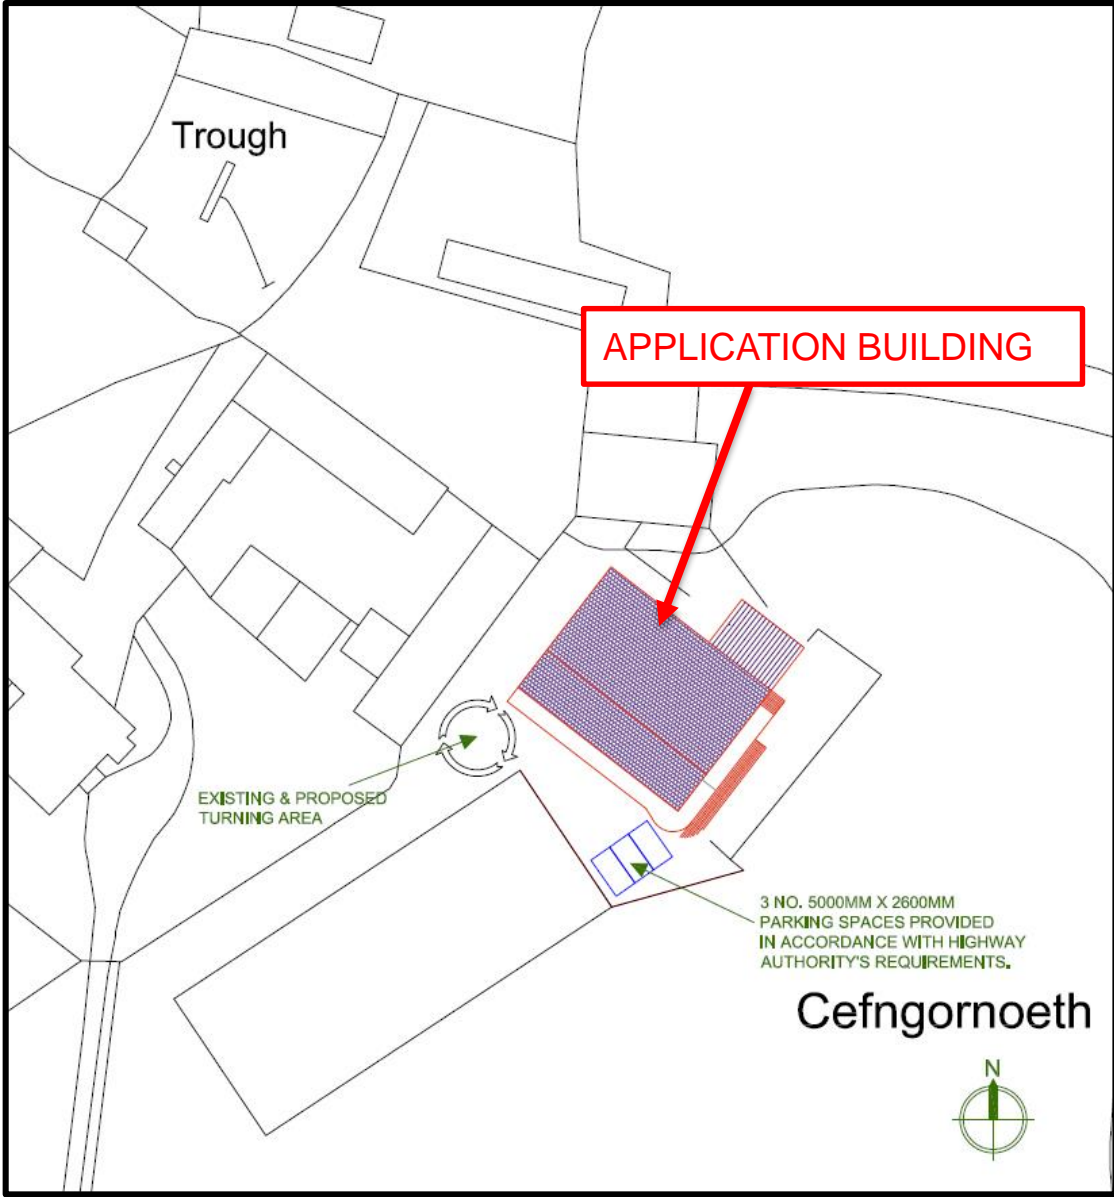 Trough
APPLICATION BUILDING
EXISTING & PROPOSED
TURNING AREA
3 NO. 5000MM X 2600MM
PARKING SPACES PROVIDED
IN ACCORDANCE WITH HIGHWAY
AUTHORITY'S REQUIREMENTS.
Cefngornoeth
N